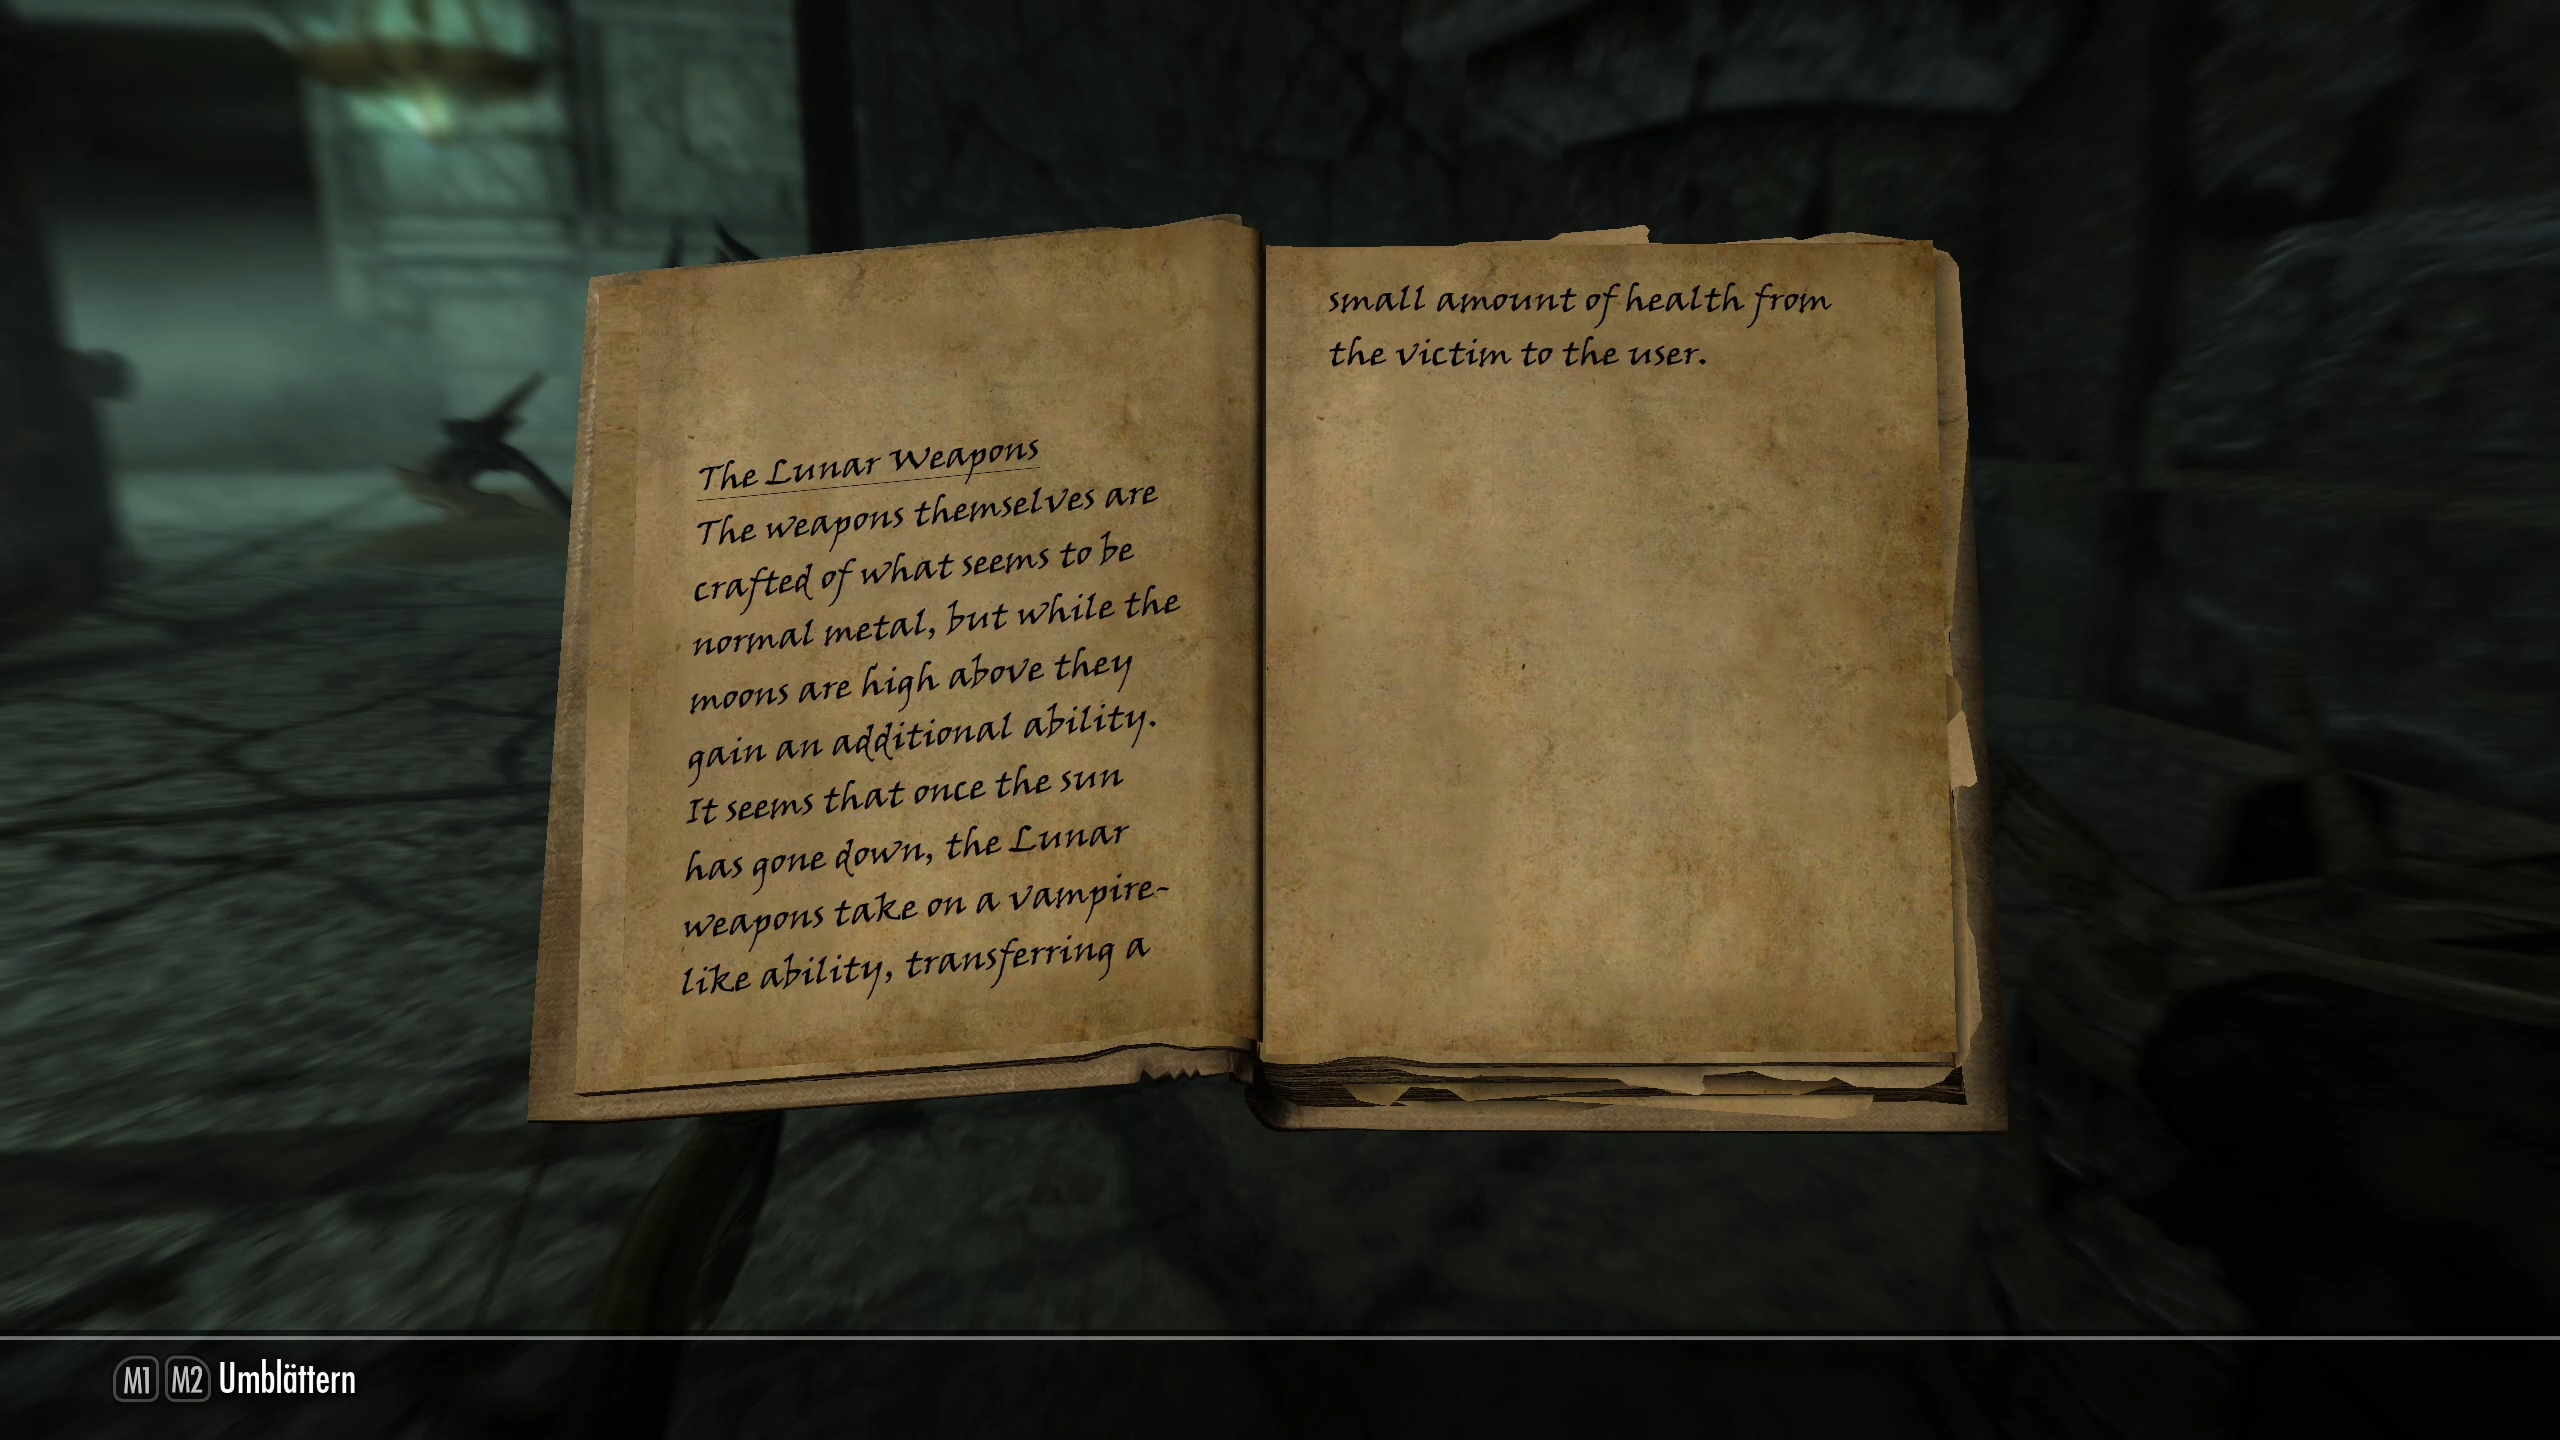 The Lunar Weapons
The weapons themselves are
crafted of what seems to be
normal metal, but while the
moons are high above they
gain an additional ability.
It seems that once the sun
has gone down, the Lunar
weapons take on a vampire-
like ability, transferring a
small amount of health from
the victim to the user.
M1 M2 Umblättern